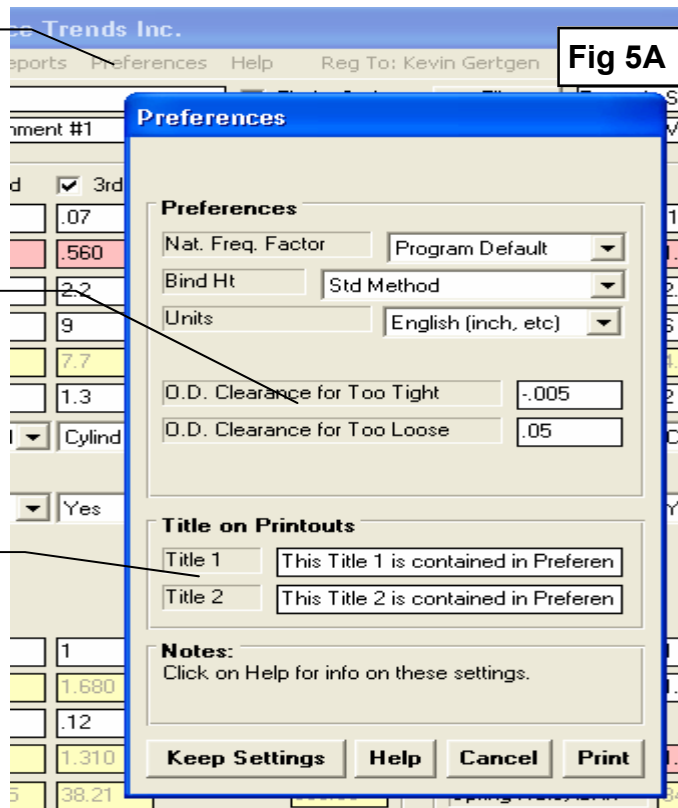 ce Trends Inc.
eports Preferences Help Reg To: Kevin Gertgen
Fig 5A
nment #1
Preferences
d 3rd
.07
.560
2.2
9
7.7
1.3
Cylind
Yes
1
1.680
.12
1.310
38.21
Preferences
Nat. Freq. Factor Program Default
Bind Ht Std Method
Units English (inch, etc)
O.D. Clearance for Too Tight -.005
O.D. Clearance for Too Loose .05
Title on Printouts
Title 1 This Title 1 is contained in Preferen
Title 2 This Title 2 is contained in Preferen
Notes:
Click on Help for info on these settings.
Keep Settings Help Cancel Print